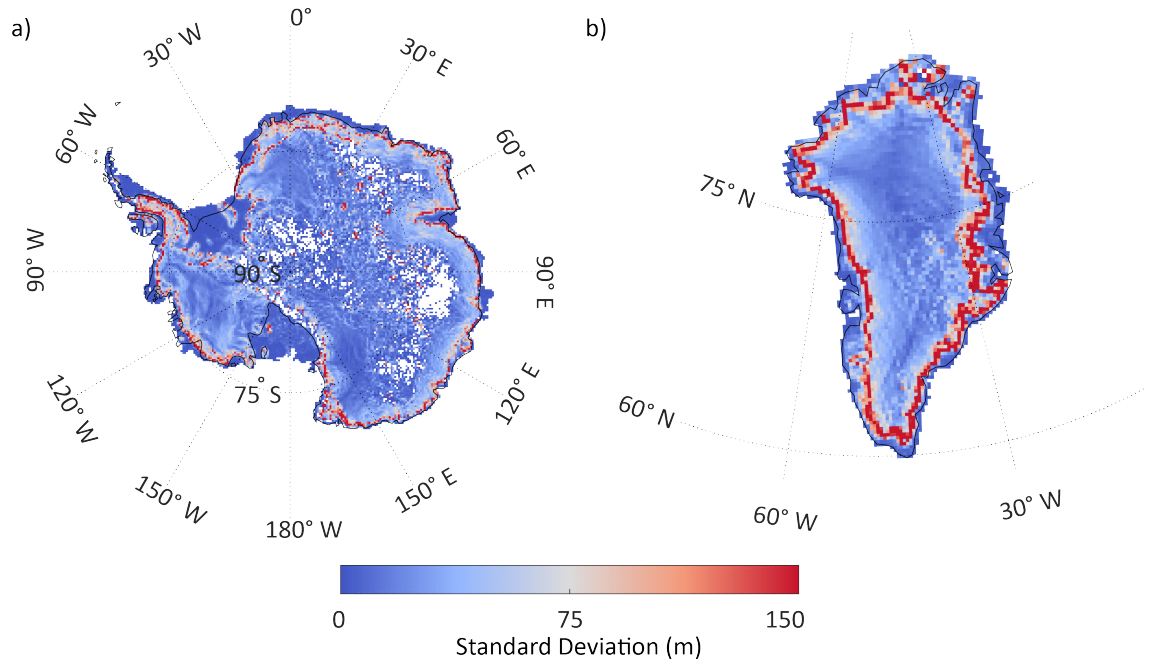 a)
0° 
30° W
30° E
60° W
60° E
90° W
90° S
90° E
75° S
120° W
120° E
150° W
150° E
180° W
b)
75° N
60° N
60° W
30° W
0 75 150
Standard Deviation (m)